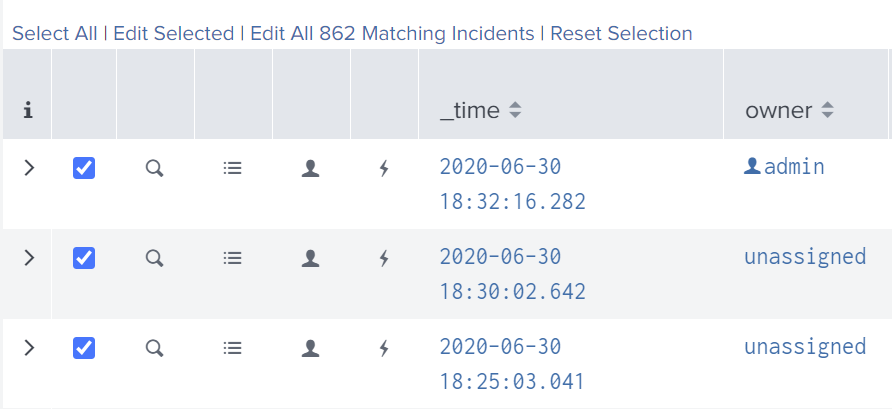 Select All | Edit Selected | Edit All 862 Matching Incidents | Reset Selection
i _time owner
2020-06-30 admin
18:32:16.282
2020-06-30 unassigned
18:30:02.642
2020-06-30 unassigned
18:25:03.041